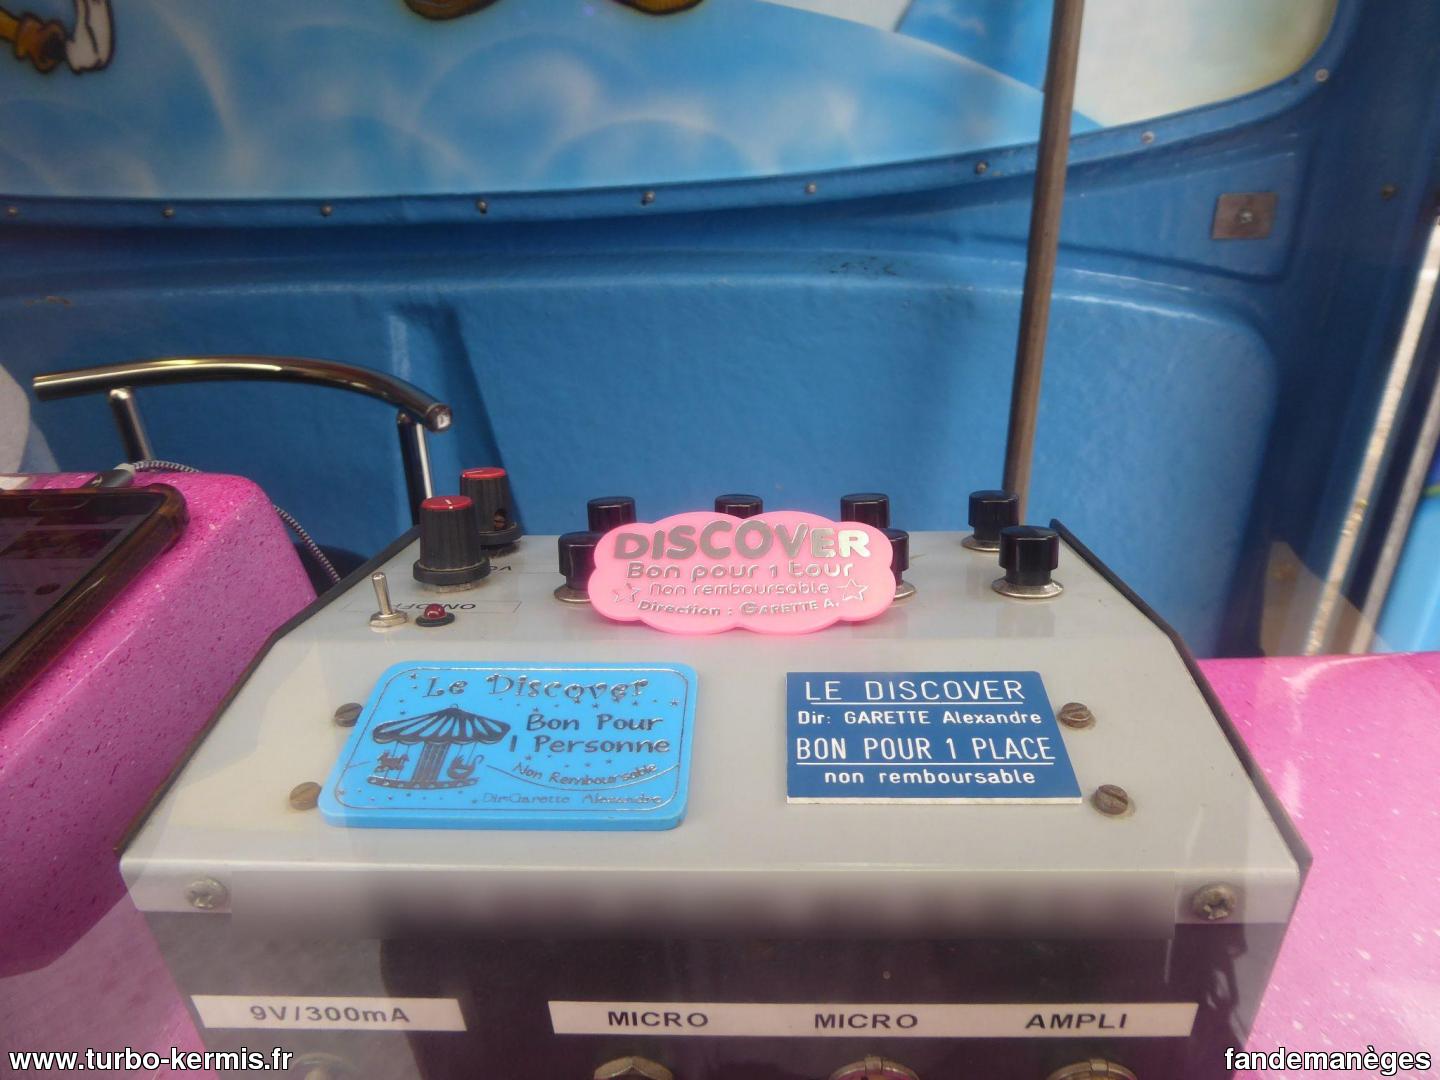 DISCOVER
Bon pour 1 tour
Non remboursable
Direction : GARETTE A.
Le Discover
Bon Pour
1 Personne
Non Remboursable
Dir:Garette Alexandre
LE DISCOVER
Dir: GARETTE Alexandre
BON POUR 1 PLACE
non remboursable
ON OFF
9V/300mA
MICRO MICRO AMPLI
www.turbo-kermis.fr
fandemanèges